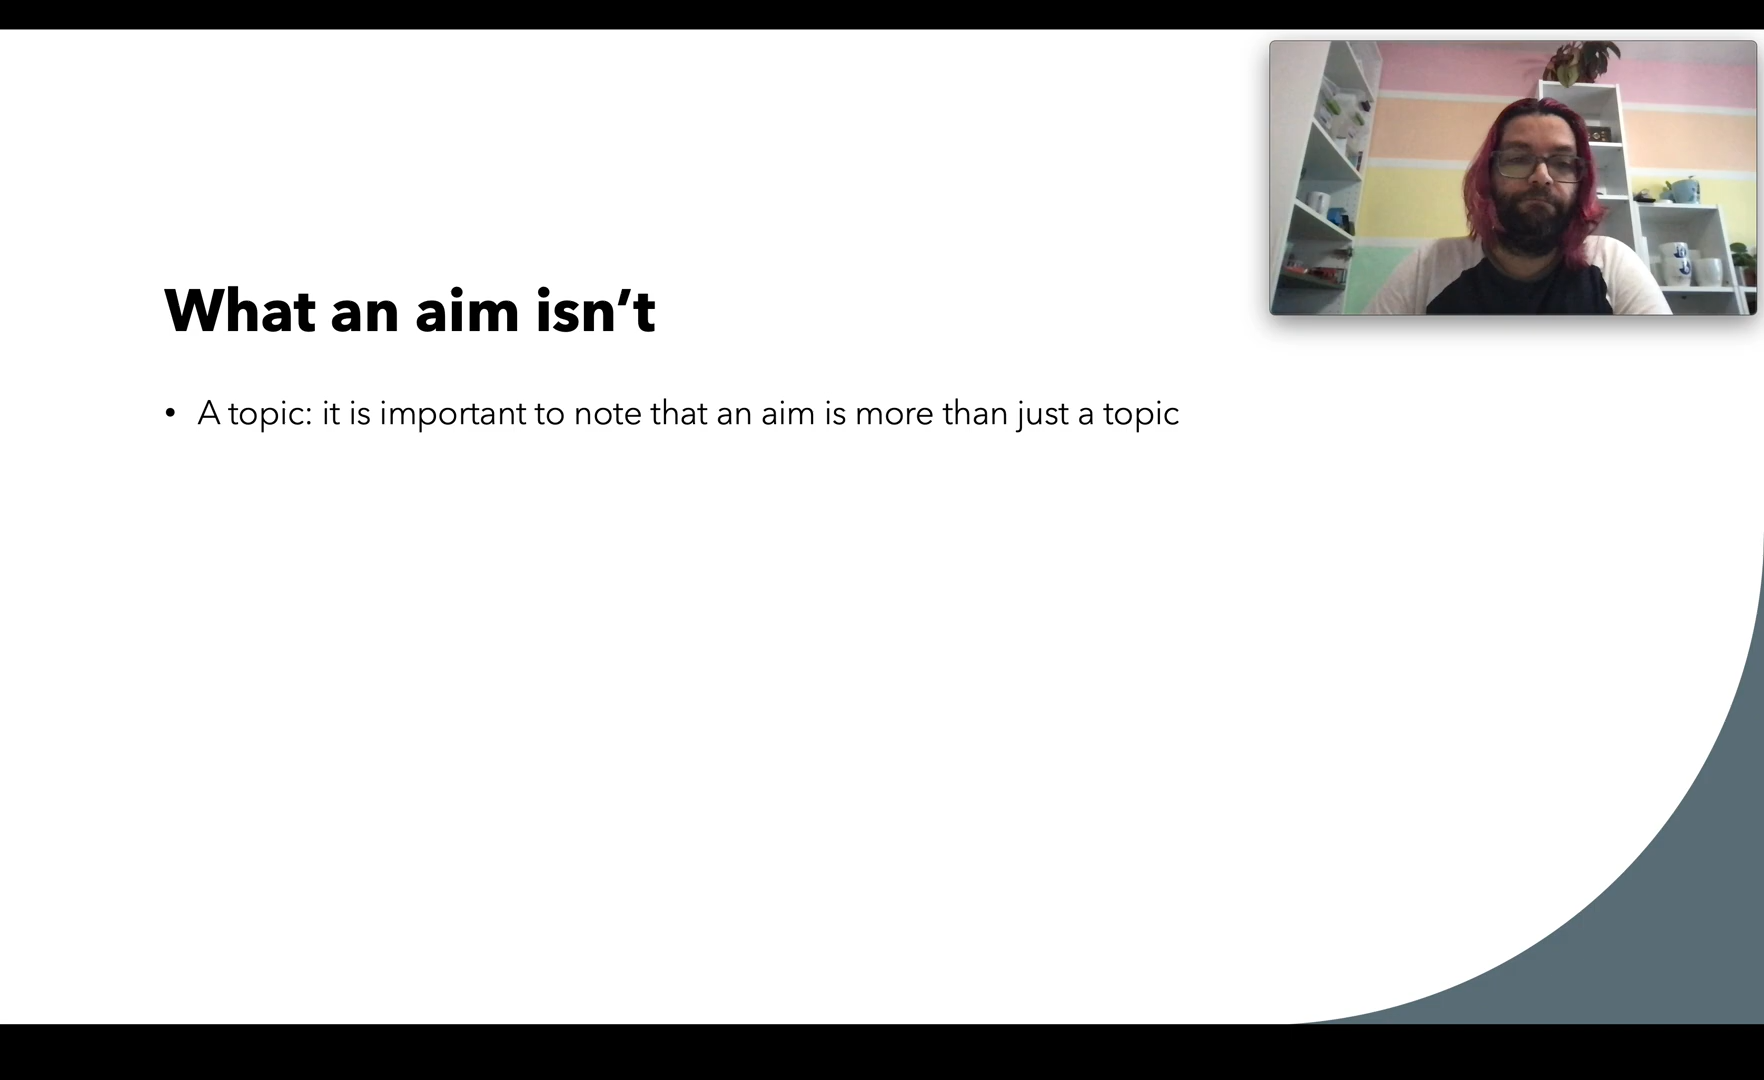 What an aim isn’t
• A topic: it is important to note that an aim is more than just a topic